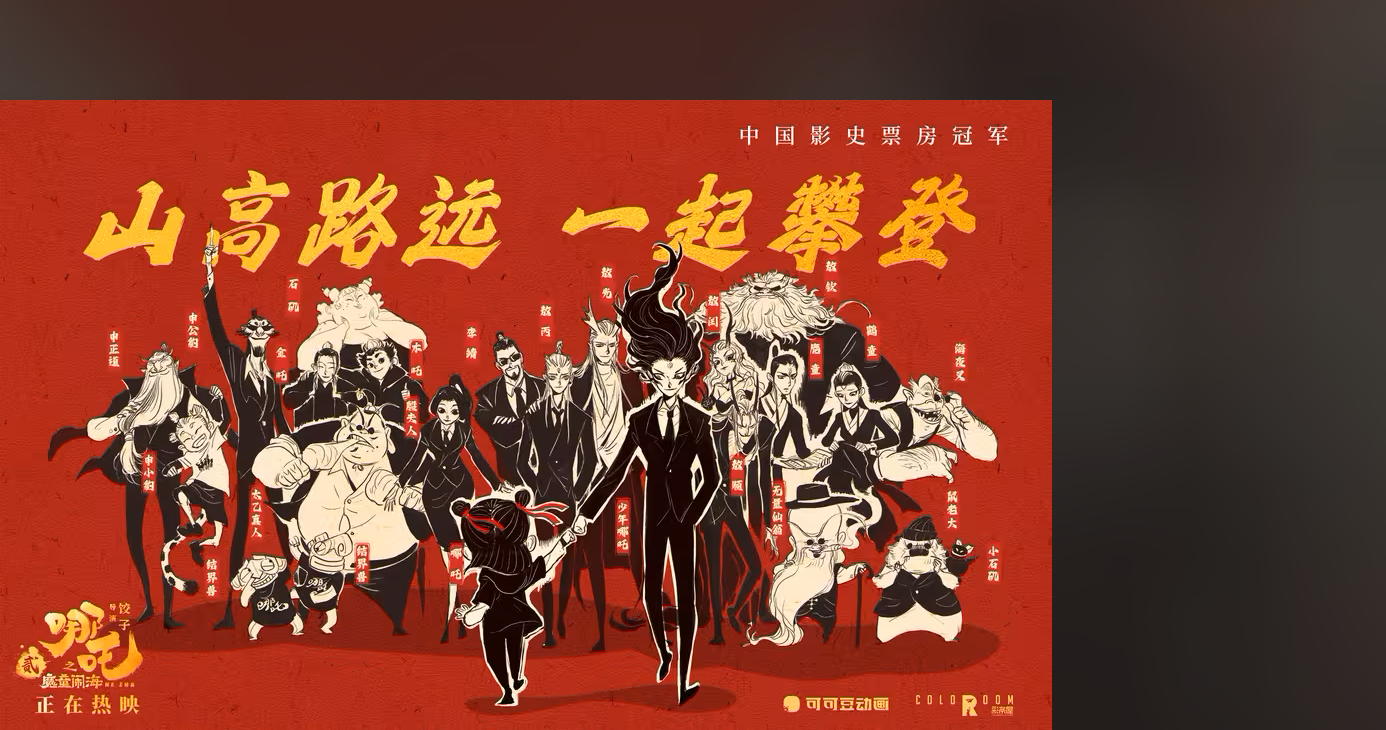 中国影史票房冠军
山高路远 一起攀登
敖光
敖钦
石矶
敖闰
敖丙
申公豹
李靖
鹤童
申正道
金吒
木吒
鹿童
海夜叉
殷夫人
申小豹
敖顺
太乙真人
无量仙翁
鼠老大
少年哪吒
哪吒
结界兽
结界兽
小石矶
导演 饺子
哪吒
贰
之
魔童闹海
正在热映
可可豆动画
COLOROOM
彩条屋